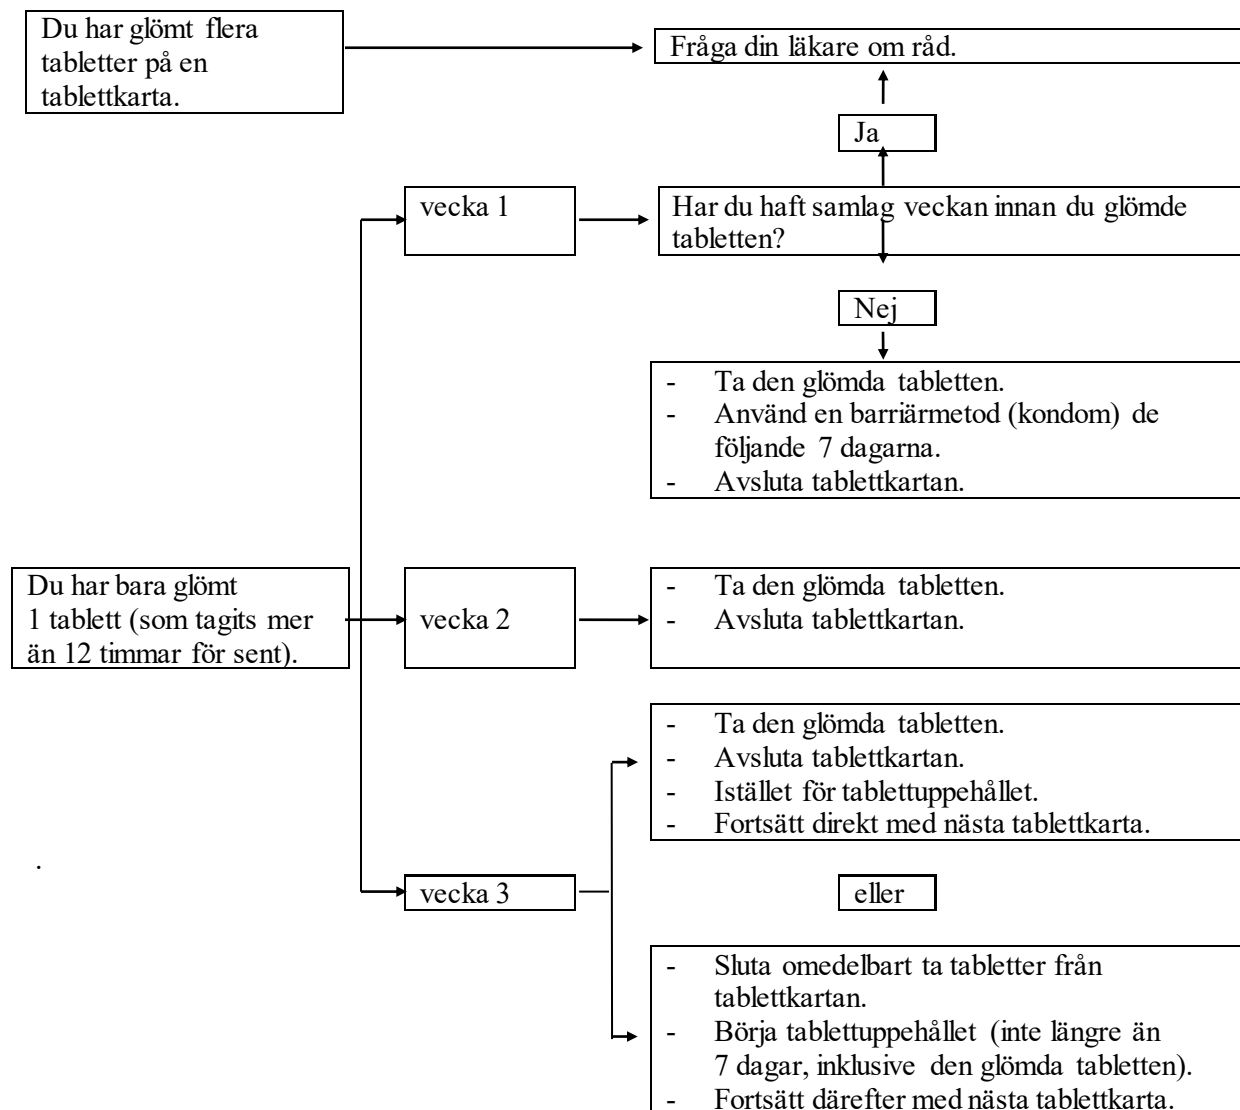 Du har glömt flera
tabletter på en
tablettkarta.
Fråga din läkare om råd.
Ja
vecka 1
Har du haft samlag veckan innan du glömde
tabletten?
Nej
- Ta den glömda tabletten.
- Använd en barriärmetod (kondom) de
följande 7 dagarna.
- Avsluta tablettkartan.
Du har bara glömt
1 tablett (som tagits mer
än 12 timmar för sent).
vecka 2
- Ta den glömda tabletten.
- Avsluta tablettkartan.
- Ta den glömda tabletten.
- Avsluta tablettkartan.
- Istället för tablettuppehållet.
- Fortsätt direkt med nästa tablettkarta.
.
vecka 3
eller
- Sluta omedelbart ta tabletter från
tablettkartan.
- Börja tablettuppehållet (inte längre än
7 dagar, inklusive den glömda tabletten).
- Fortsätt därefter med nästa tablettkarta.